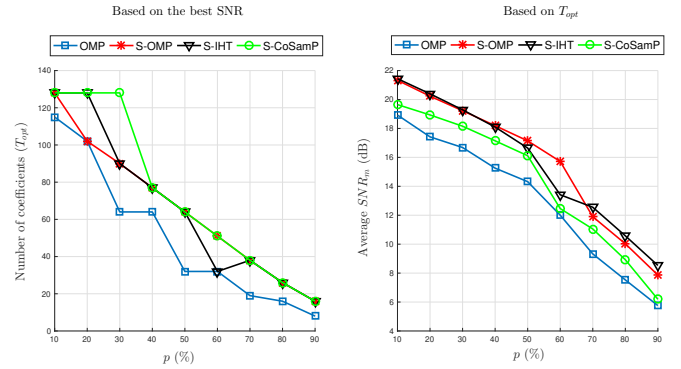 Based on the best SNR
OMP S-OMP S-IHT S-CoSamP
Number of coefficients (T_opt)
140
120
100
80
60
40
20
0
10 20 30 40 50 60 70 80 90
p (%)
Based on T_opt
OMP S-OMP S-IHT S-CoSamP
Average SNR_m (dB)
22
20
18
16
14
12
10
8
6
4
10 20 30 40 50 60 70 80 90
p (%)